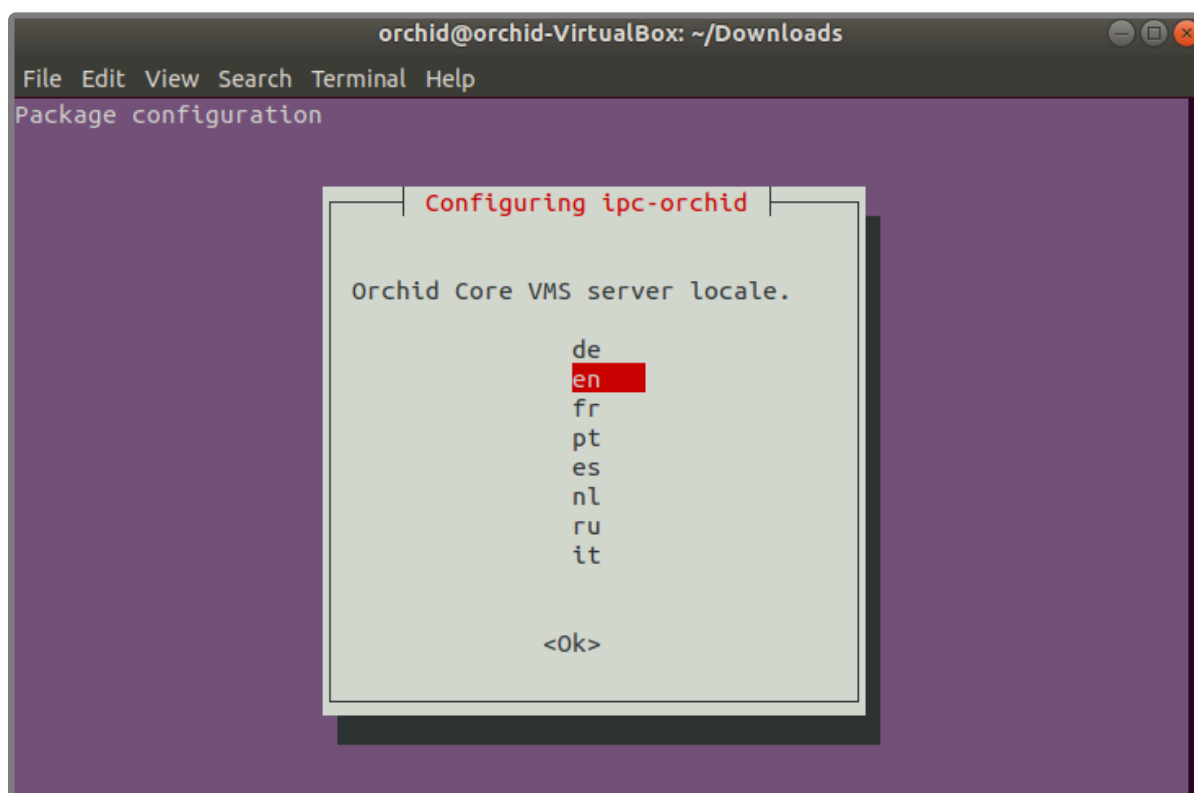 orchid@orchid-VirtualBox: ~/Downloads
File Edit View Search Terminal Help
Package configuration
Configuring ipc-orchid
Orchid Core VMS server locale.
de
en
fr
pt
es
nl
ru
it
<Ok>